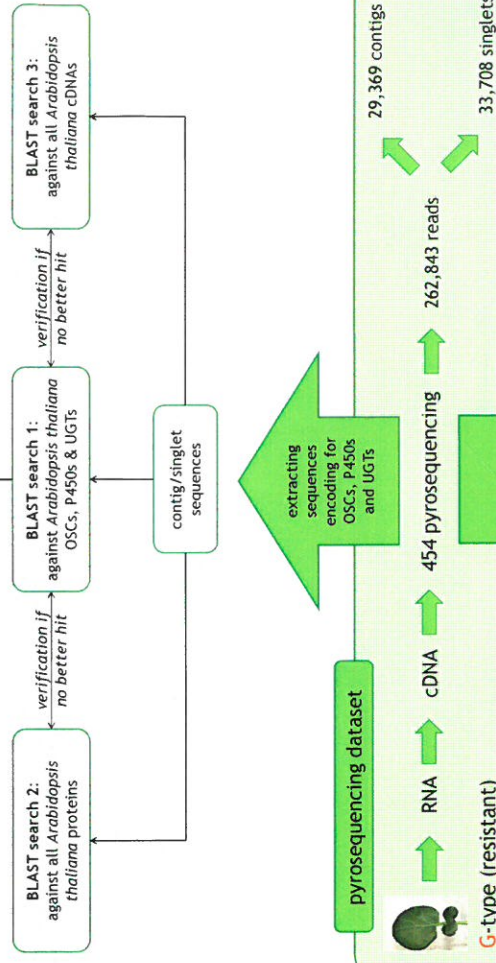 BLAST search 2:
against all Arabidopsis
thaliana proteins
verification if
no better hit
BLAST search 1:
against Arabidopsis thaliana
OSCs, P450s & UGTs
verification if
no better hit
BLAST search 3:
against all Arabidopsis
thaliana cDNAs
contig/singlet
sequences
extracting
sequences
encoding for
OSCs, P450s
and UGTs
pyrosequencing dataset
RNA
cDNA
454 pyrosequencing
262,843 reads
29,369 contigs
33,708 singlets
G-type (resistant)